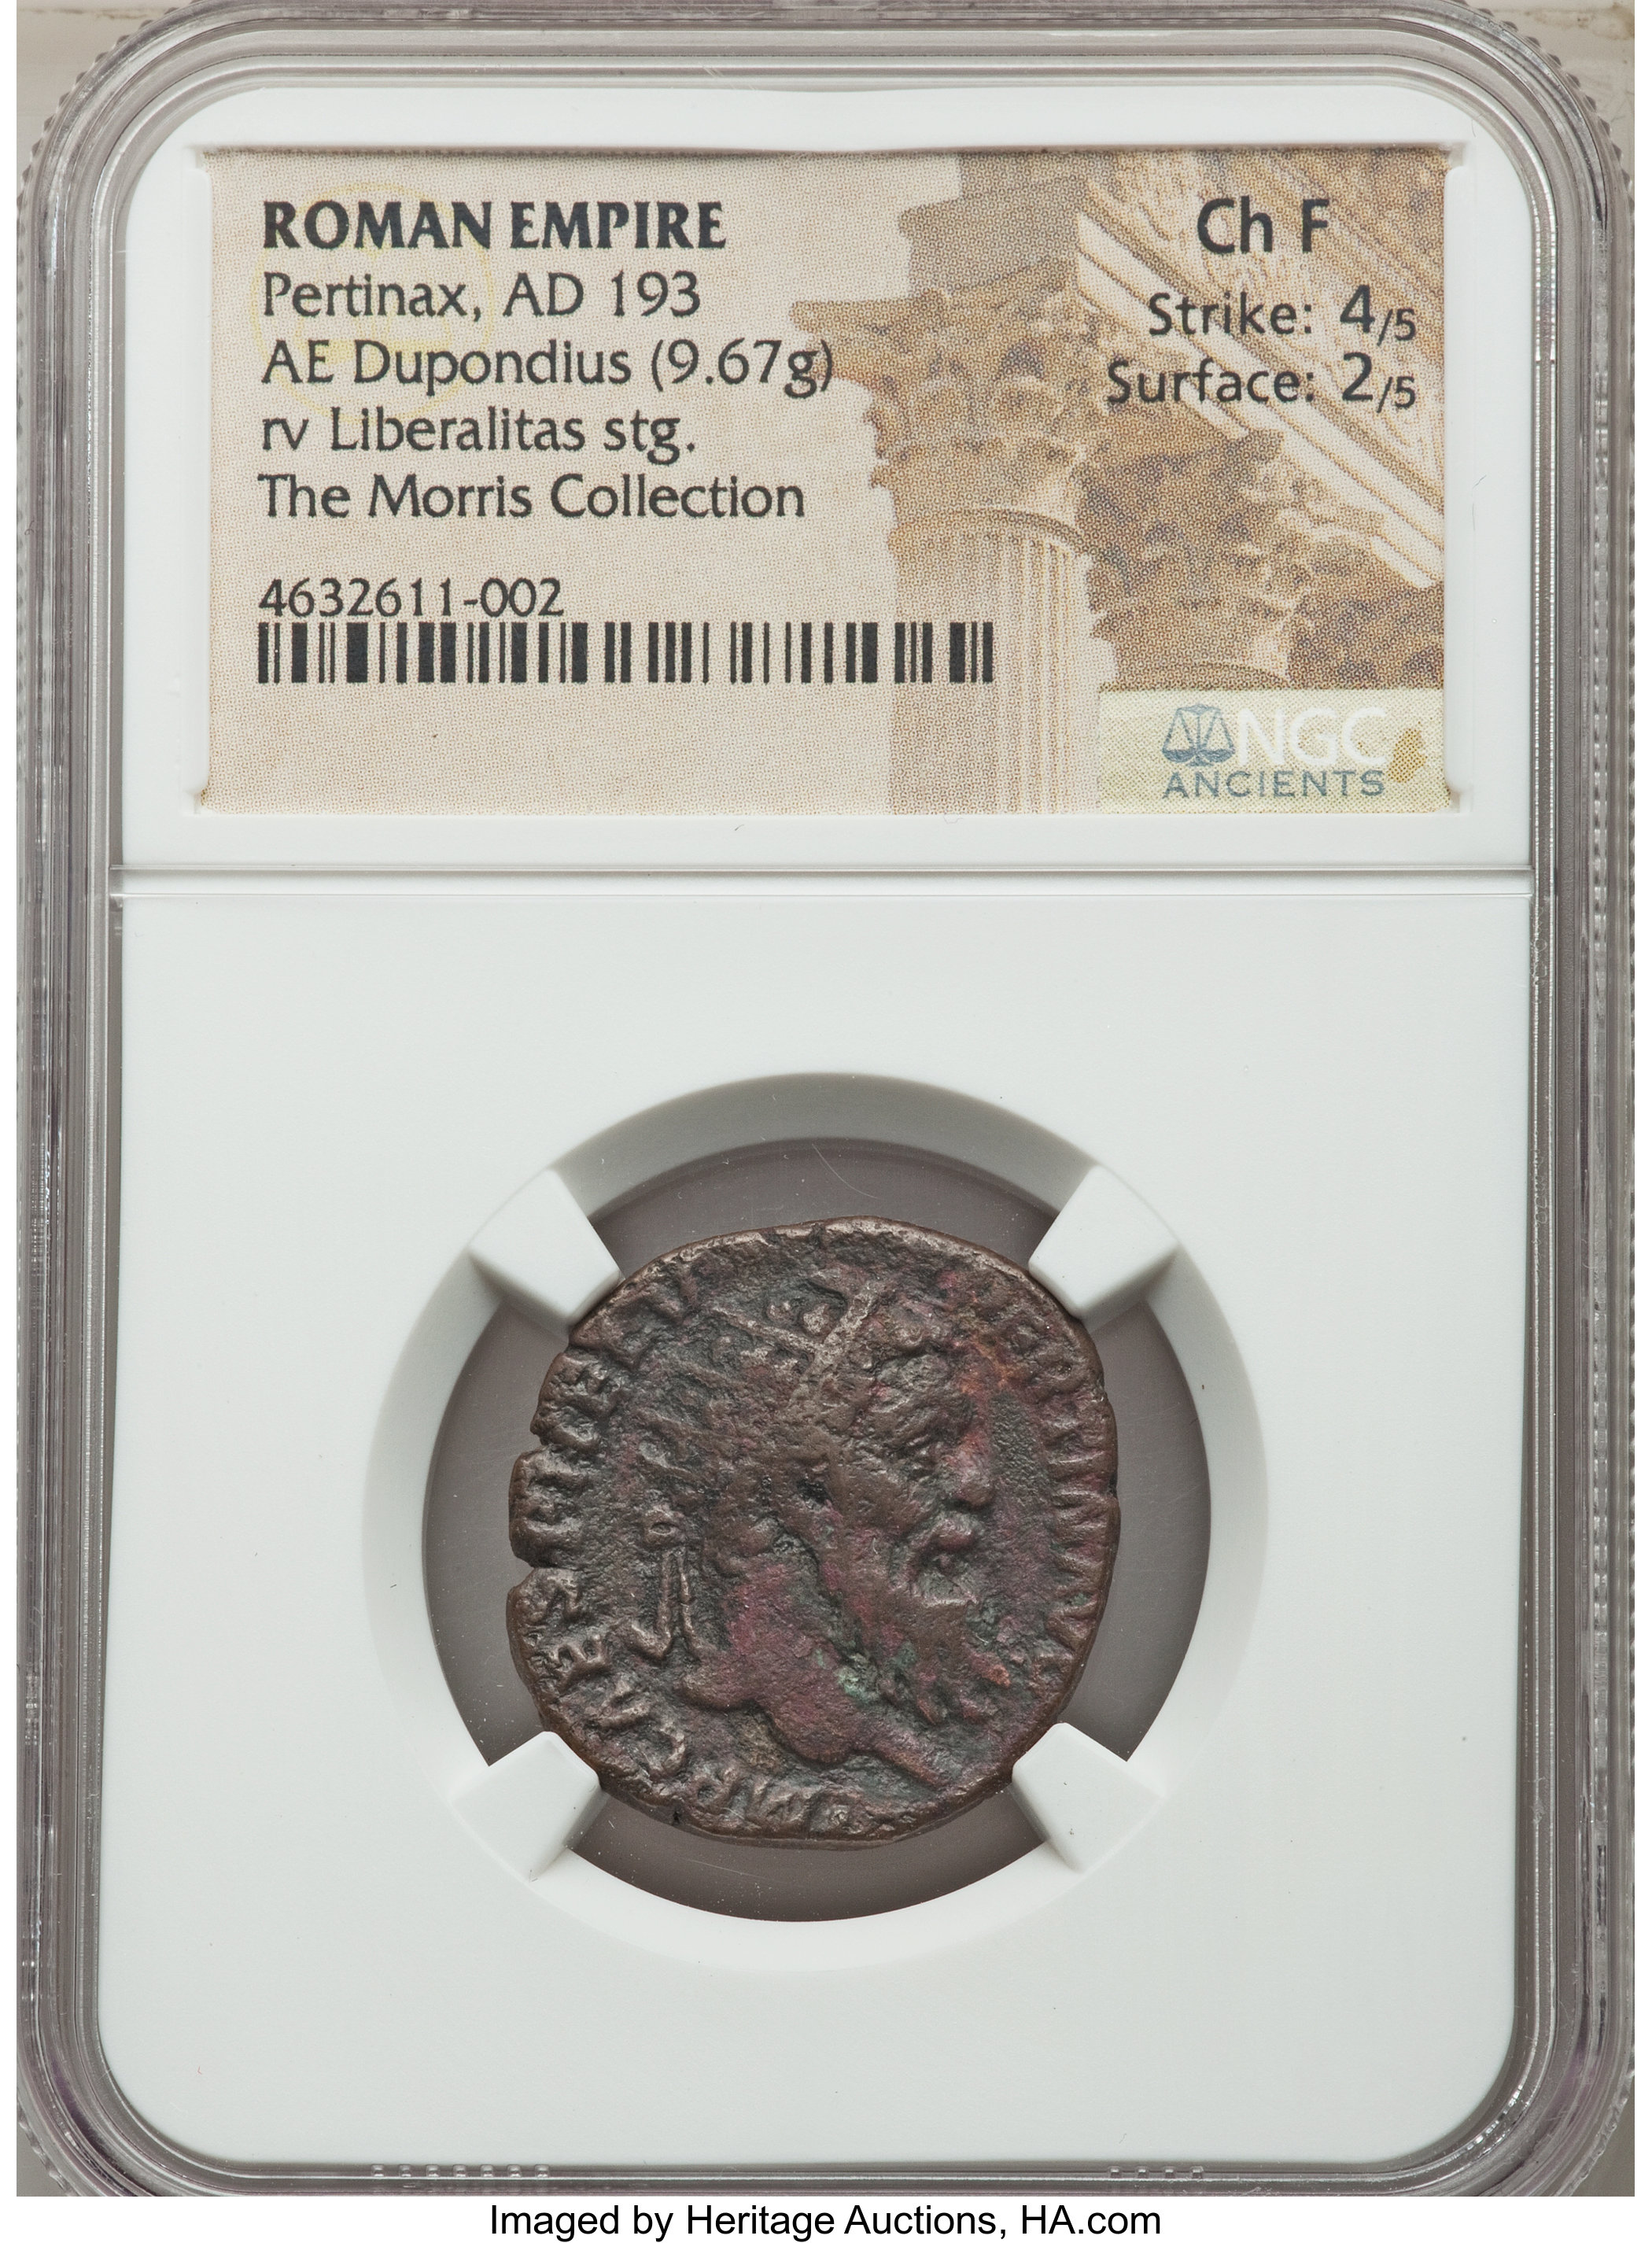 ROMAN EMPIRE
Pertinax, AD 193
AE Dupondius (9.67g)
rv Liberalitas stg.
The Morris Collection
4632611-002
Ch F
Strike: 4/5
Surface: 2/5
NGC
ANCIENTS
Imaged by Heritage Auctions, HA.com